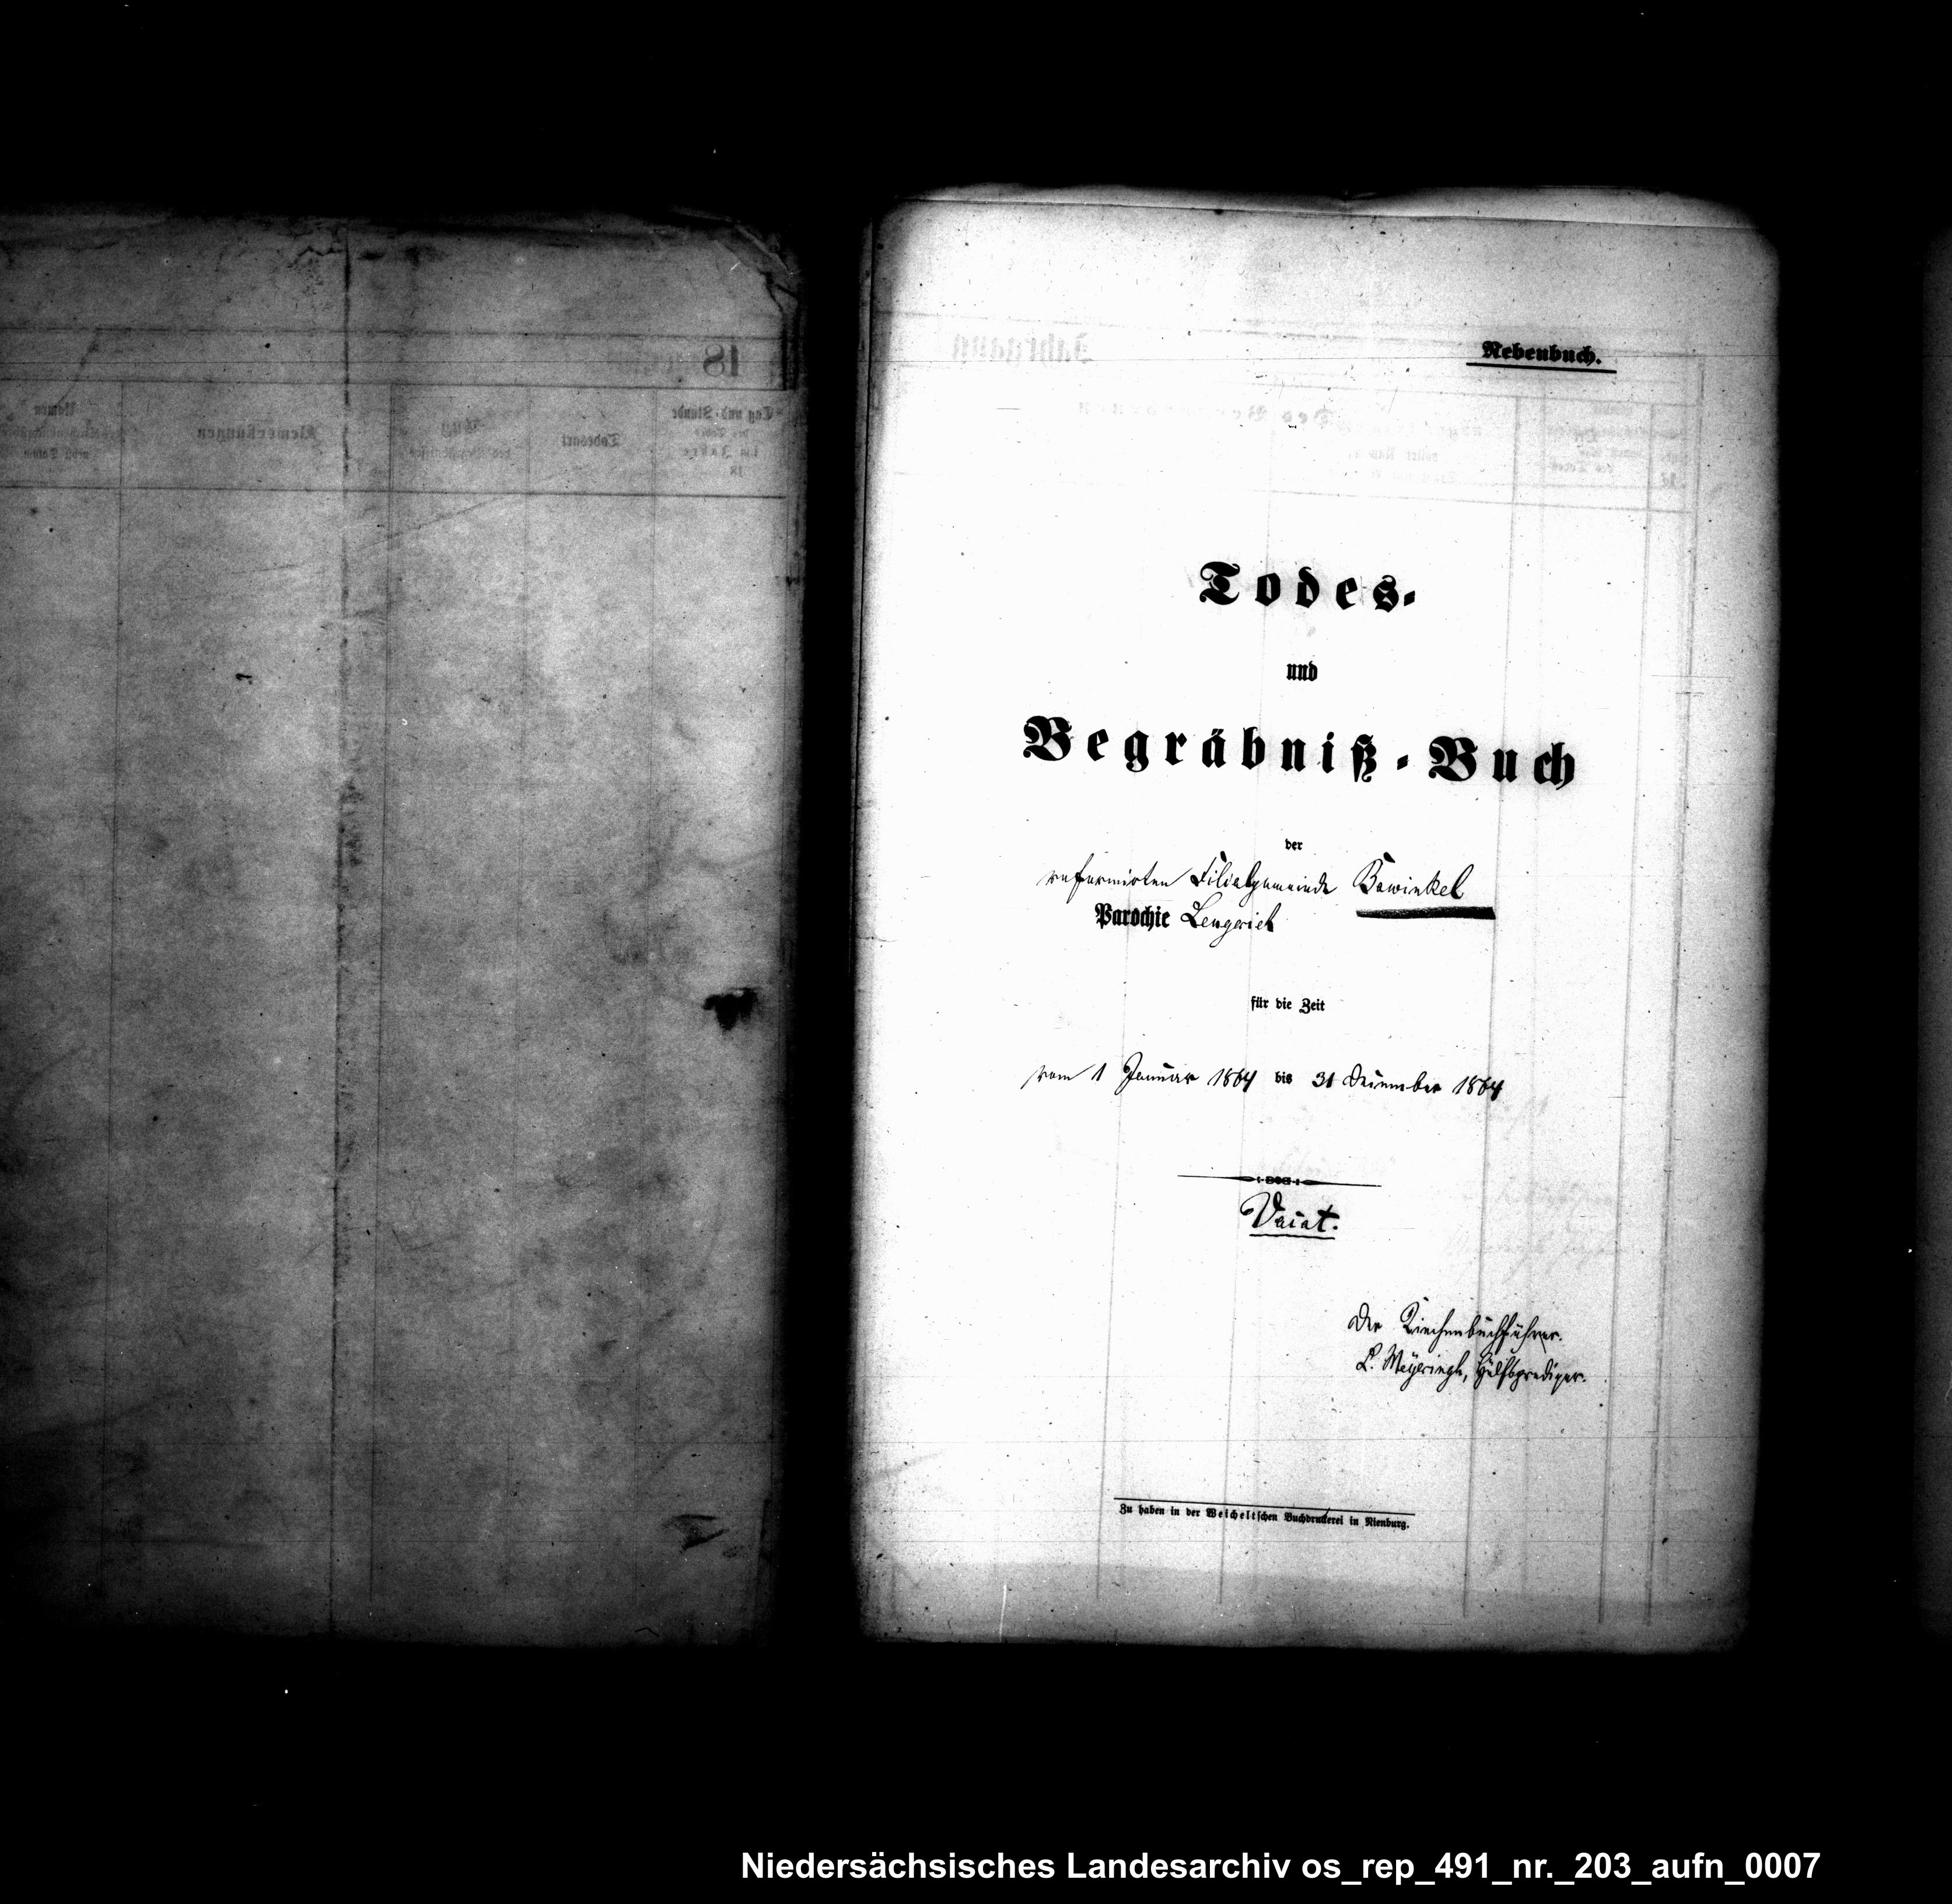 Nebenbuch.
Todes-
und
Begräbniß-Buch
der
reformirten Filialgemeinde Bawinkel
Parochie Lengerich
für die Zeit
vom 1 Januar 1864 bis 31 December 1864
Vacat.
Der Kirchenbuchführer.
L. Meyeringh, Hülfsprediger.
Zu haben in der Weicheltschen Buchdruckerei in Nienburg.
Niedersächsisches Landesarchiv os_rep_491_nr._203_aufn_0007